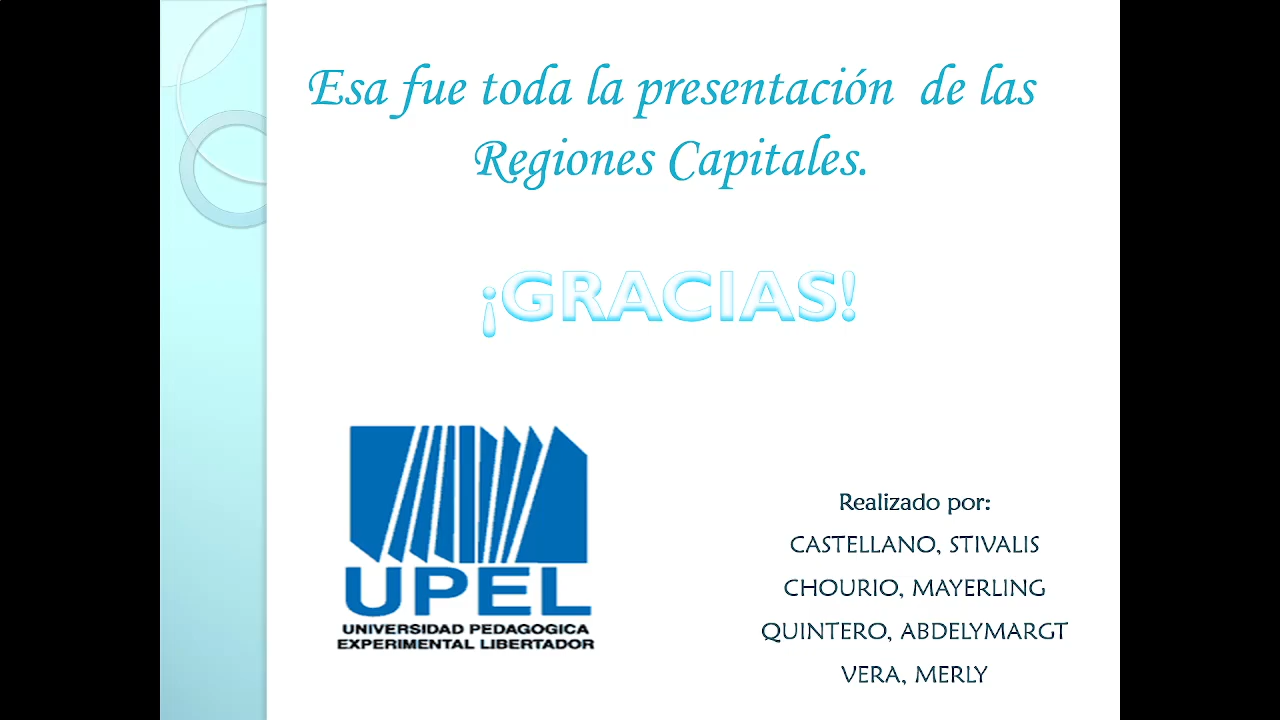 Esa fue toda la presentación de las
Regiones Capitales.
¡GRACIAS!
UPEL
UNIVERSIDAD PEDAGOGICA
EXPERIMENTAL LIBERTADOR
Realizado por:
CASTELLANO, STIVALIS
CHOURIO, MAYERLING
QUINTERO, ABDELYMARGT
VERA, MERLY